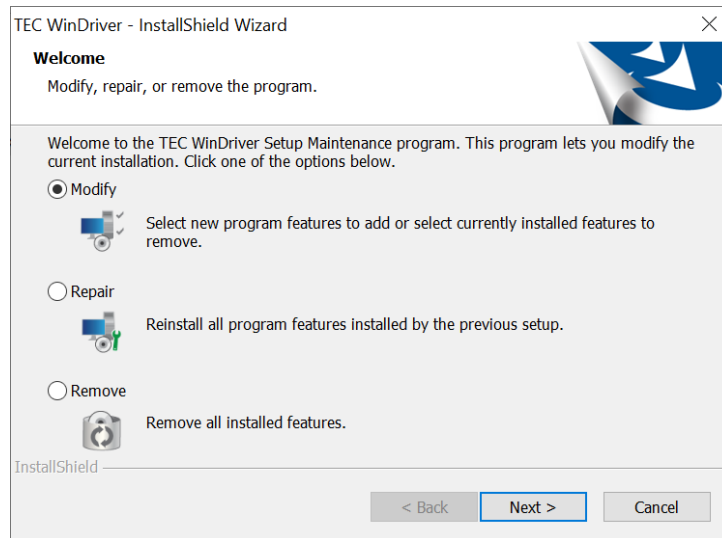 TEC WinDriver - InstallShield Wizard
Welcome
Modify, repair, or remove the program.
Welcome to the TEC WinDriver Setup Maintenance program. This program lets you modify the
current installation. Click one of the options below.
Modify
Select new program features to add or select currently installed features to
remove.
Repair
Reinstall all program features installed by the previous setup.
Remove
Remove all installed features.
InstallShield
< Back
Next >
Cancel